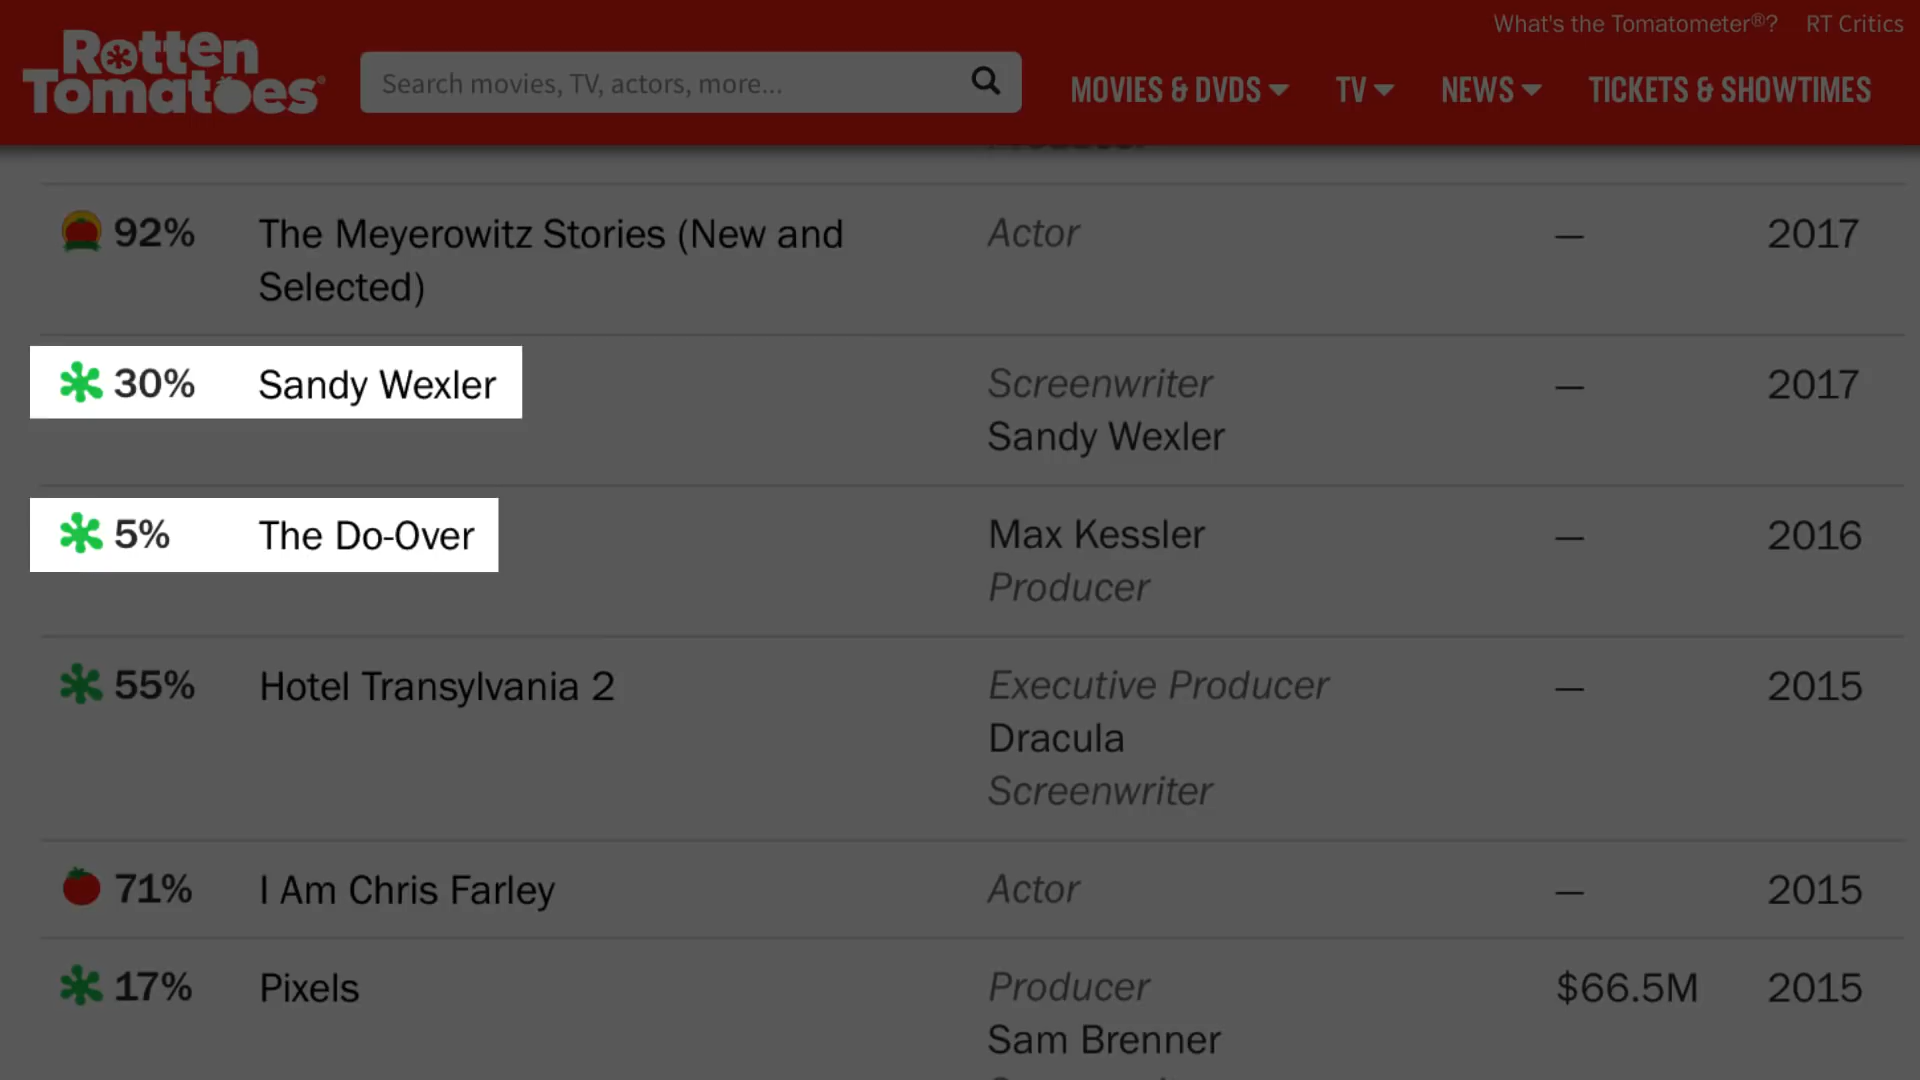 What's the Tomatometer®? RT Critics
Rotten
Tomatoes®
Search movies, TV, actors, more...
MOVIES & DVDS TV NEWS TICKETS & SHOWTIMES
92% The Meyerowitz Stories (New and Actor — 2017
Selected)
30% Sandy Wexler Screenwriter — 2017
Sandy Wexler
5% The Do-Over Max Kessler — 2016
Producer
55% Hotel Transylvania 2 Executive Producer — 2015
Dracula
Screenwriter
71% I Am Chris Farley Actor — 2015
17% Pixels Producer $66.5M 2015
Sam Brenner